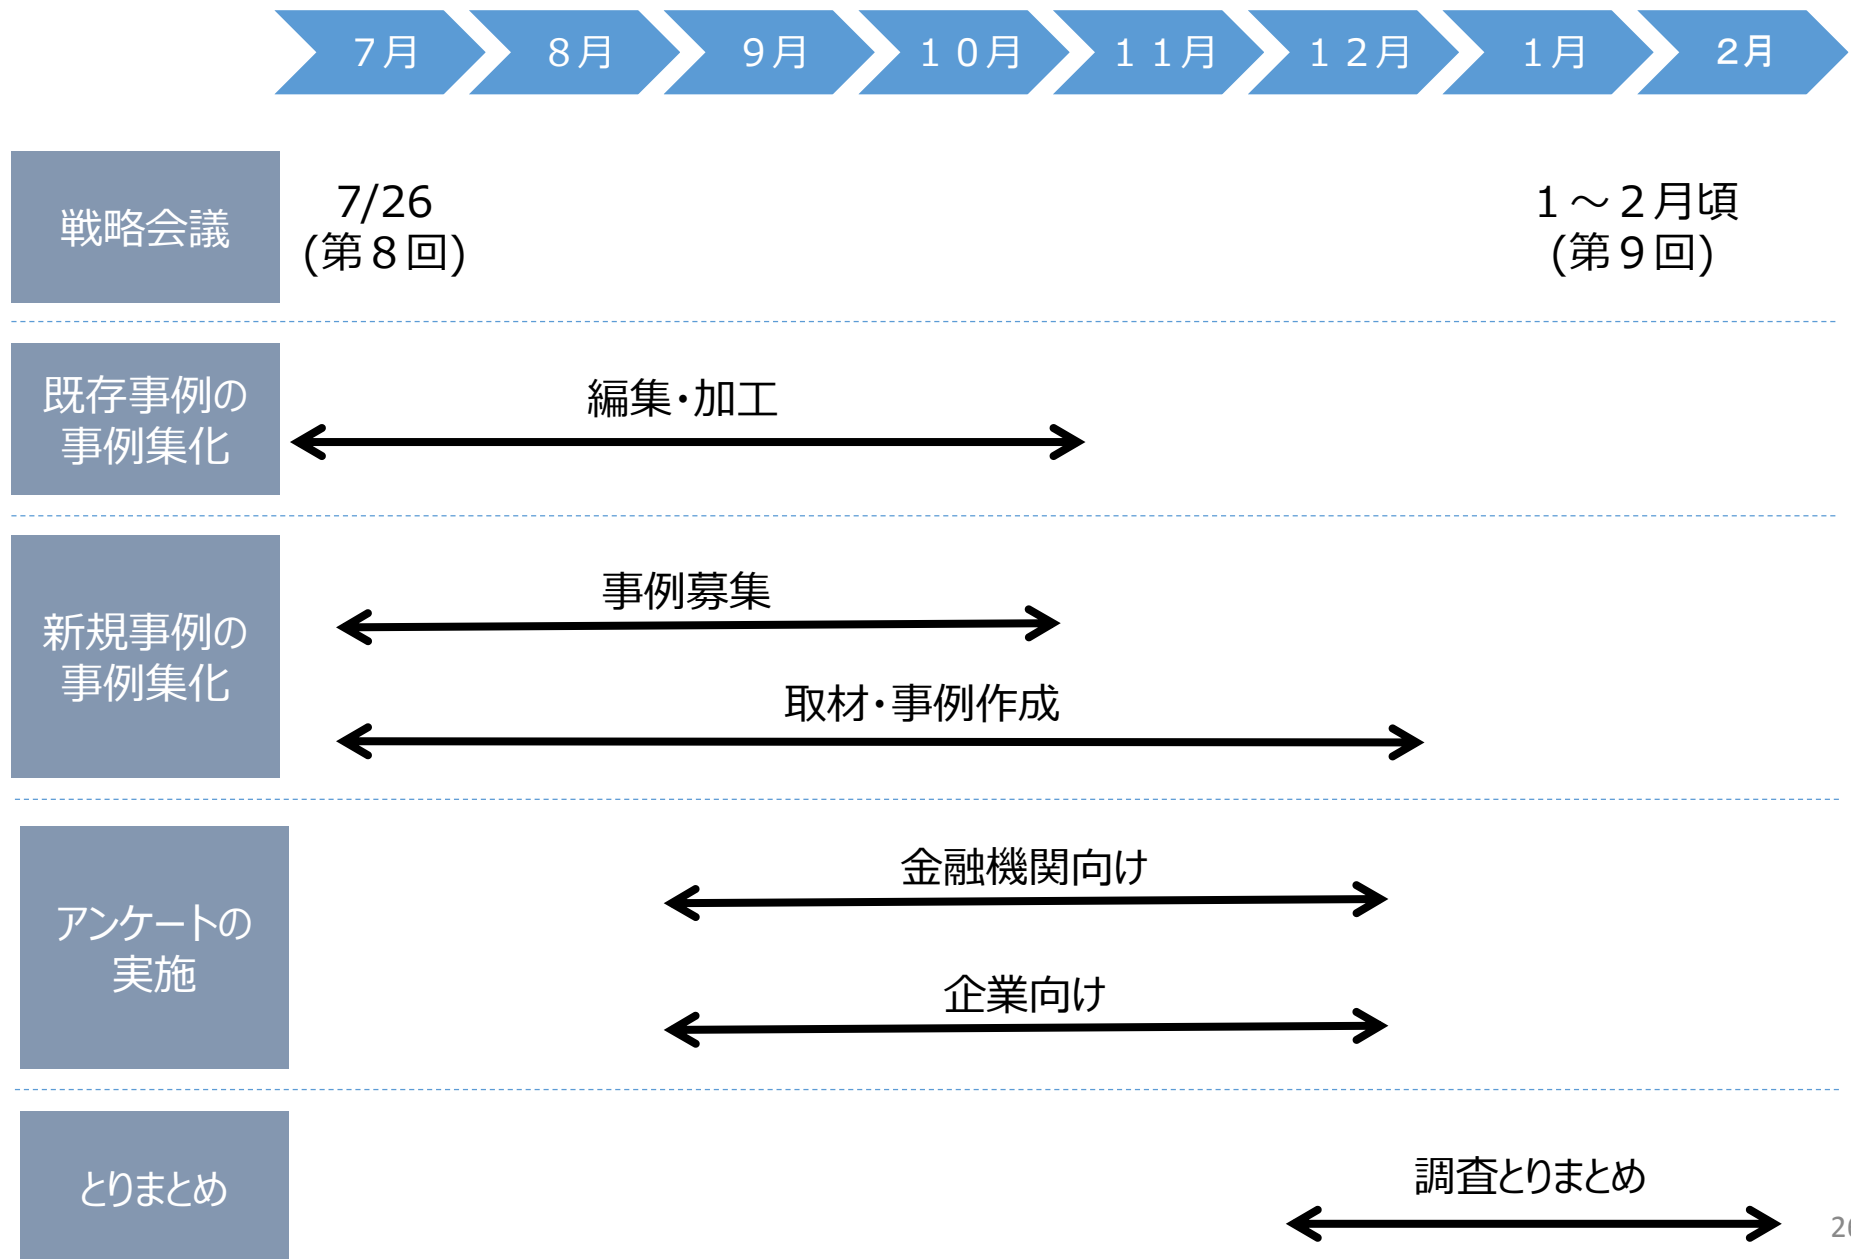 7月 8月 9月 10月 11月 12月 1月 2月
戦略会議
7/26
(第8回)
1～2月頃
(第9回)
既存事例の
事例集化
編集・加工
新規事例の
事例集化
事例募集
取材・事例作成
アンケートの
実施
金融機関向け
企業向け
とりまとめ
調査とりまとめ